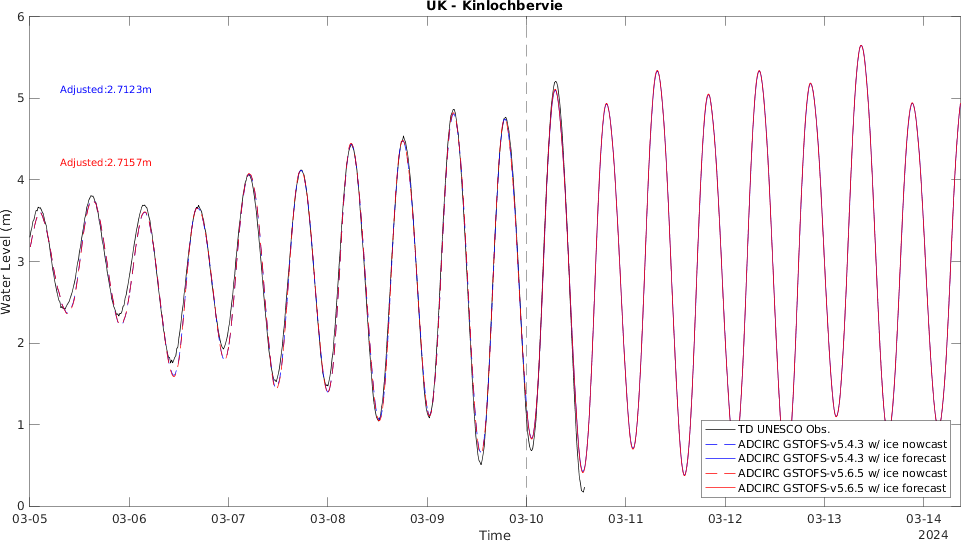 UK - Kinlochbervie
Adjusted:2.7123m
Adjusted:2.7157m
Water Level (m)
6
5
4
3
2
1
0
03-05 03-06 03-07 03-08 03-09 03-10 03-11 03-12 03-13 03-14
Time
2024
TD UNESCO Obs.
ADCIRC GSTOFS-v5.4.3 w/ ice nowcast
ADCIRC GSTOFS-v5.4.3 w/ ice forecast
ADCIRC GSTOFS-v5.6.5 w/ ice nowcast
ADCIRC GSTOFS-v5.6.5 w/ ice forecast